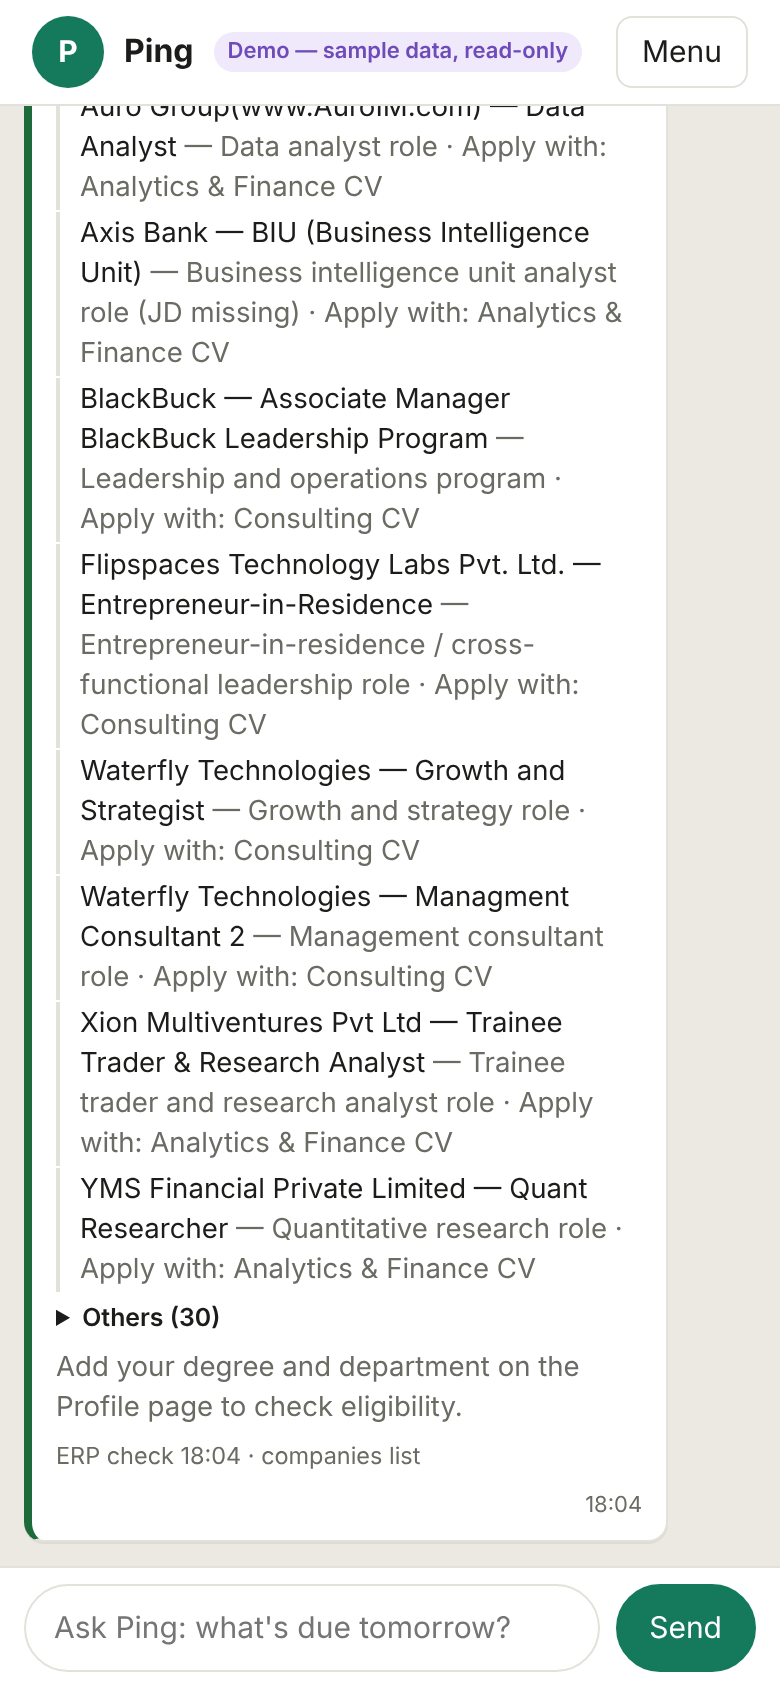 P
Ping
Demo — sample data, read-only
Menu
Auro Group(www.AuroIM.com) — Data
Analyst — Data analyst role · Apply with:
Analytics & Finance CV
Axis Bank — BIU (Business Intelligence
Unit) — Business intelligence unit analyst
role (JD missing) · Apply with: Analytics &
Finance CV
BlackBuck — Associate Manager
BlackBuck Leadership Program —
Leadership and operations program ·
Apply with: Consulting CV
Flipspaces Technology Labs Pvt. Ltd. —
Entrepreneur-in-Residence —
Entrepreneur-in-residence / cross-
functional leadership role · Apply with:
Consulting CV
Waterfly Technologies — Growth and
Strategist — Growth and strategy role ·
Apply with: Consulting CV
Waterfly Technologies — Managment
Consultant 2 — Management consultant
role · Apply with: Consulting CV
Xion Multiventures Pvt Ltd — Trainee
Trader & Research Analyst — Trainee
trader and research analyst role · Apply
with: Analytics & Finance CV
YMS Financial Private Limited — Quant
Researcher — Quantitative research role ·
Apply with: Analytics & Finance CV
Others (30)
Add your degree and department on the
Profile page to check eligibility.
ERP check 18:04 · companies list
18:04
Ask Ping: what's due tomorrow?
Send